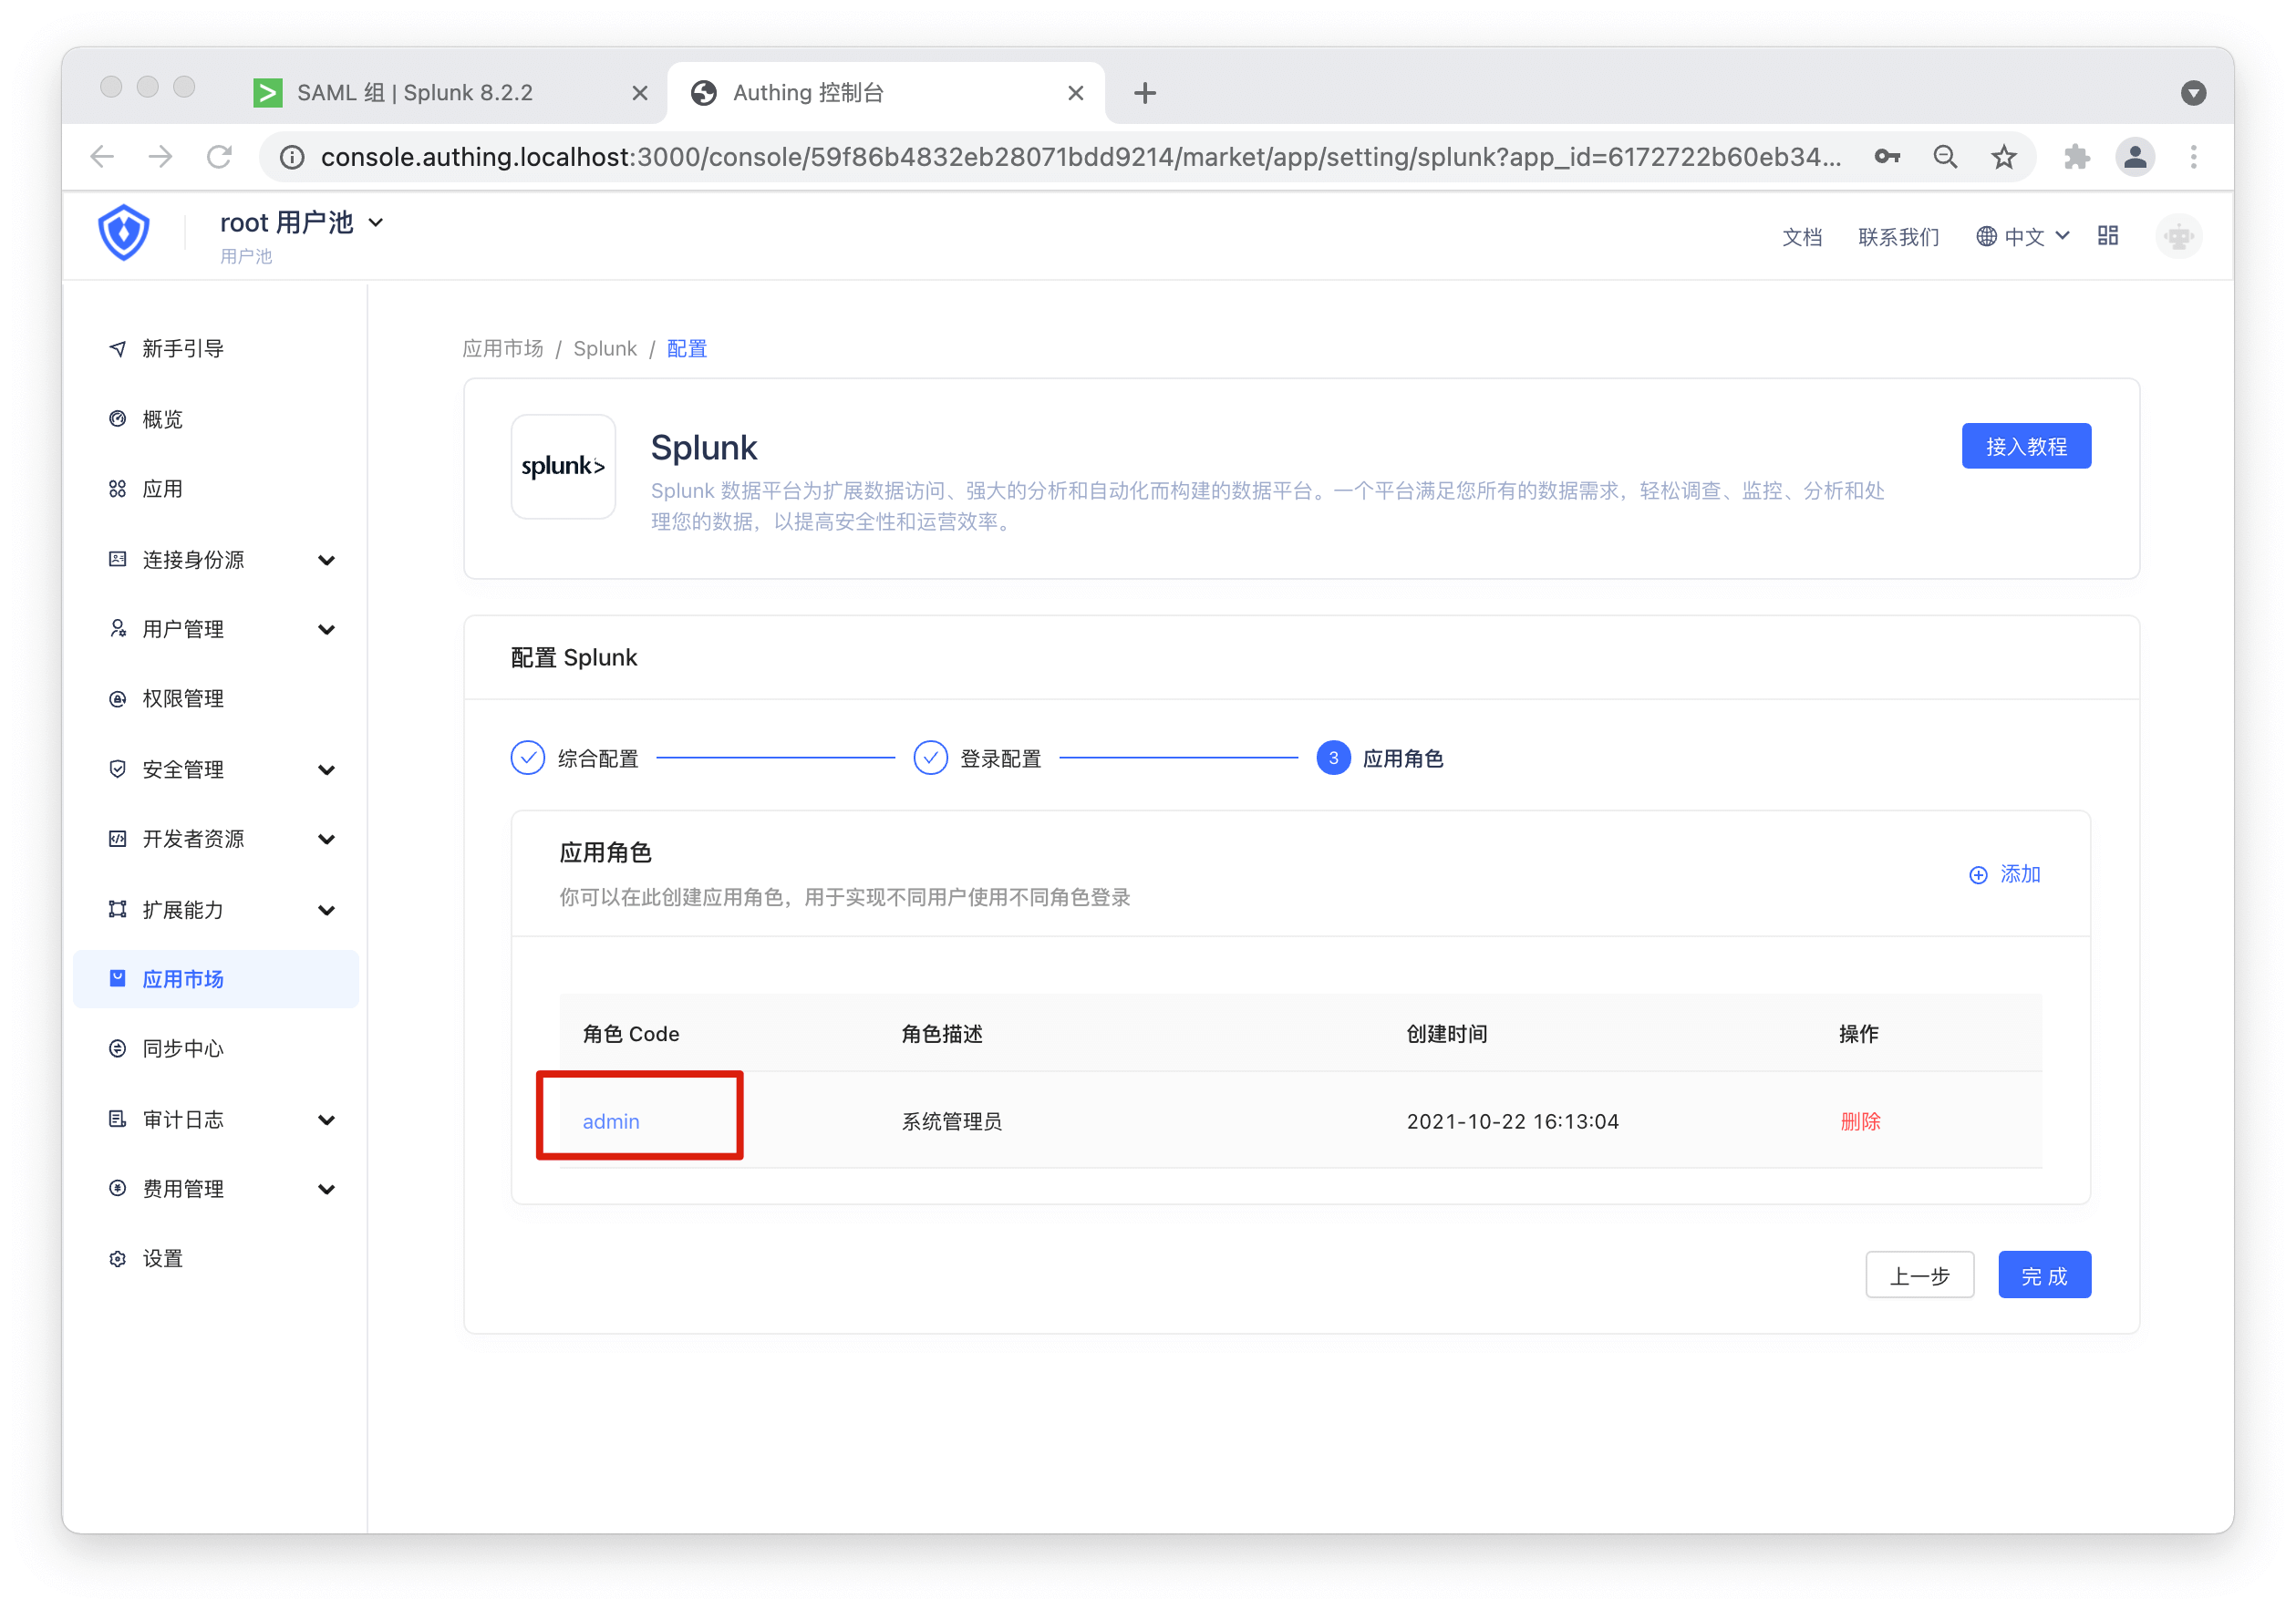 SAML 组 | Splunk 8.2.2
Authing 控制台
console.authing.localhost:3000/console/59f86b4832eb28071bdd9214/market/app/setting/splunk?app_id=6172722b60eb34...
root 用户池
用户池
文档
联系我们
中文
新手引导
概览
应用
连接身份源
用户管理
权限管理
安全管理
开发者资源
扩展能力
应用市场
同步中心
审计日志
费用管理
设置
应用市场 / Splunk / 配置
splunk>
Splunk
接入教程
Splunk 数据平台为扩展数据访问、强大的分析和自动化而构建的数据平台。一个平台满足您所有的数据需求，轻松调查、监控、分析和处
理您的数据，以提高安全性和运营效率。
配置 Splunk
综合配置
登录配置
3 应用角色
应用角色
你可以在此创建应用角色，用于实现不同用户使用不同角色登录
添加
角色 Code 角色描述 创建时间 操作
admin 系统管理员 2021-10-22 16:13:04 删除
上一步
完 成